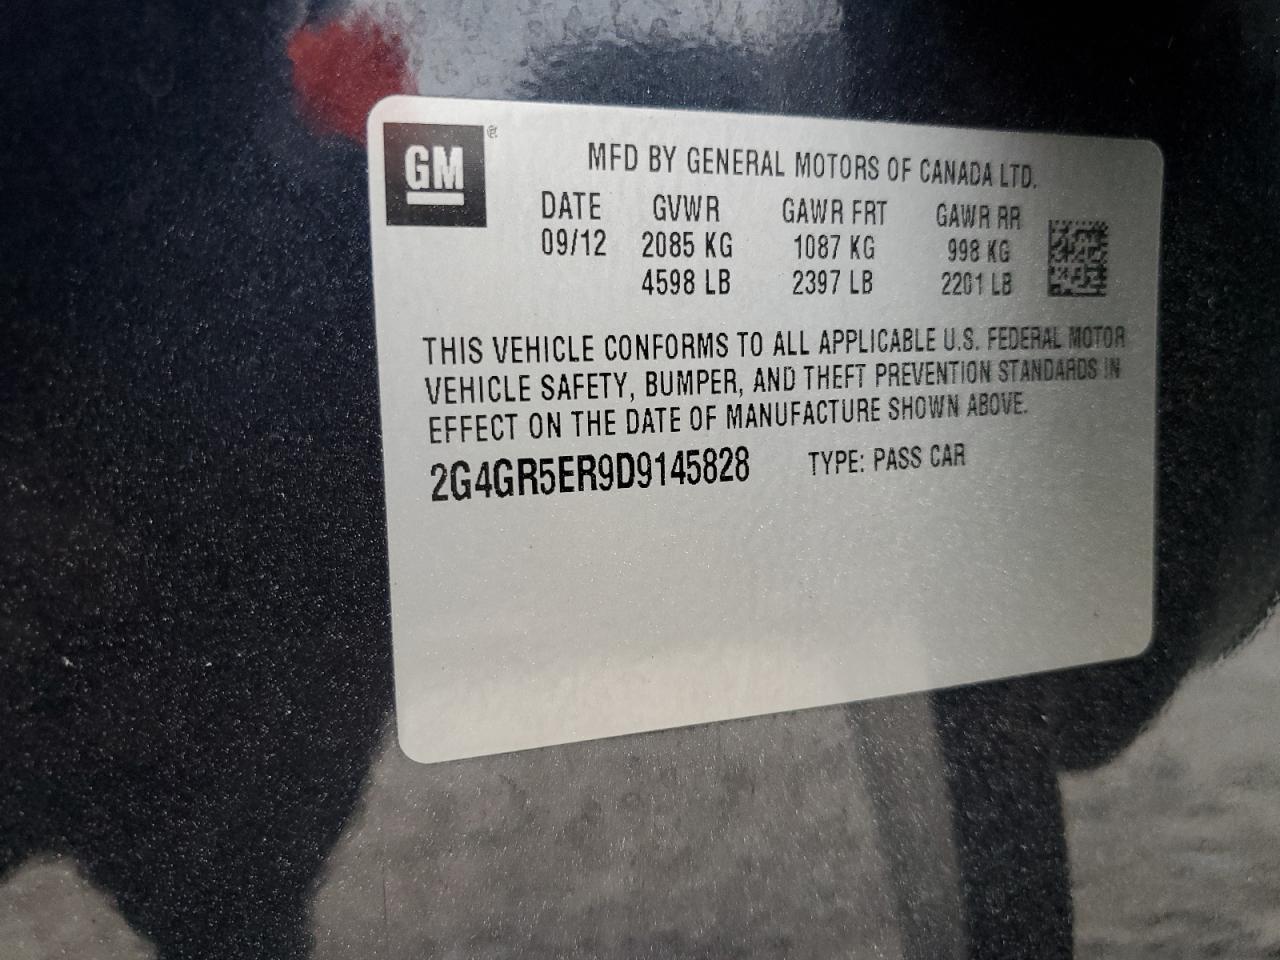 GM ®
MFD BY GENERAL MOTORS OF CANADA LTD.
DATE GVWR GAWR FRT GAWR RR
09/12 2085 KG 1087 KG 998 KG
4598 LB 2397 LB 2201 LB
THIS VEHICLE CONFORMS TO ALL APPLICABLE U.S. FEDERAL MOTOR
VEHICLE SAFETY, BUMPER, AND THEFT PREVENTION STANDARDS IN
EFFECT ON THE DATE OF MANUFACTURE SHOWN ABOVE.
2G4GR5ER9D9145828 TYPE: PASS CAR